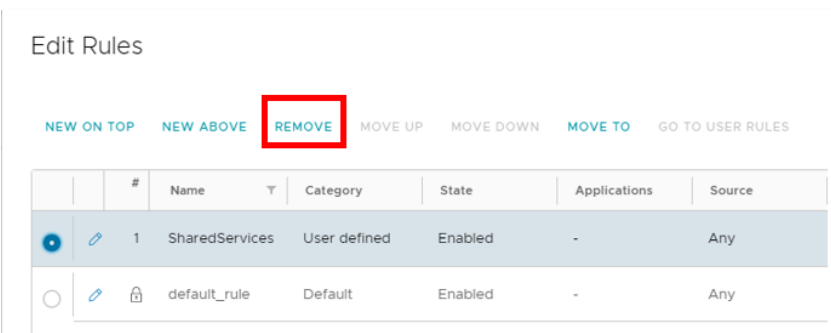 Edit Rules
NEW ON TOP NEW ABOVE REMOVE MOVE UP MOVE DOWN MOVE TO GO TO USER RULES
# Name Category State Applications Source
1 SharedServices User defined Enabled - Any
default_rule Default Enabled - Any